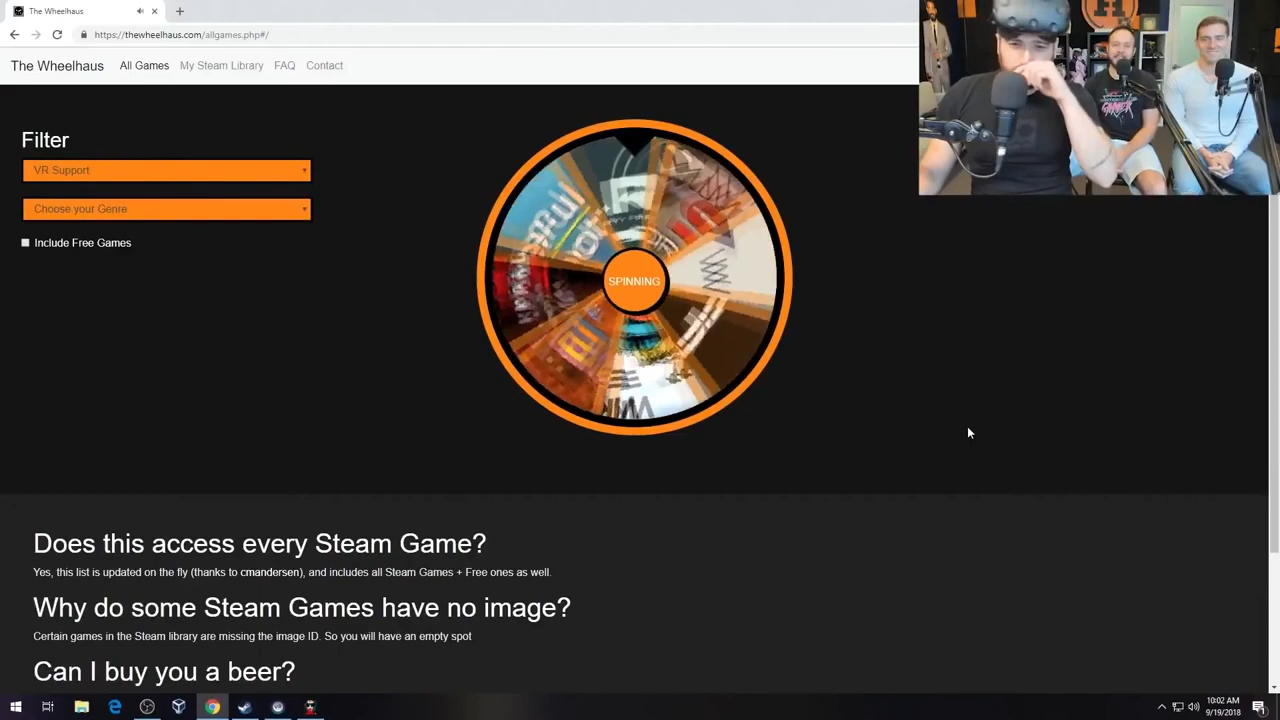 The Wheelhaus
https://thewheelhaus.com/allgames.php#/
The Wheelhaus All Games My Steam Library FAQ Contact
Filter
VR Support
Choose your Genre
Include Free Games
SPINNING
Does this access every Steam Game?
Yes, this list is updated on the fly (thanks to cmandersen), and includes all Steam Games + Free ones as well.
Why do some Steam Games have no image?
Certain games in the Steam library are missing the image ID. So you will have an empty spot
Can I buy you a beer?
10:02 AM
9/19/2018